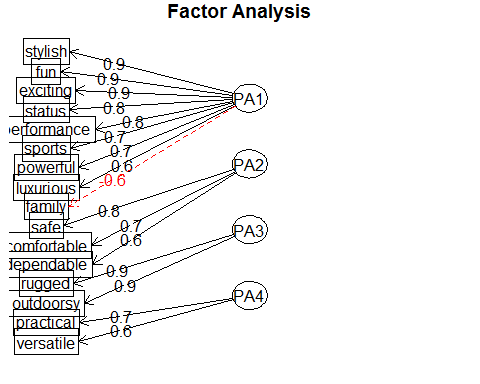 Factor Analysis
stylish
fun
exciting
status
performance
sports
powerful
luxurious
family
safe
comfortable
dependable
rugged
outdoorsy
practical
versatile
0.9
0.9
0.9
0.8
0.8
0.7
0.7
0.6
-0.6
0.8
0.7
0.6
0.9
0.9
0.7
0.6
PA1
PA2
PA3
PA4